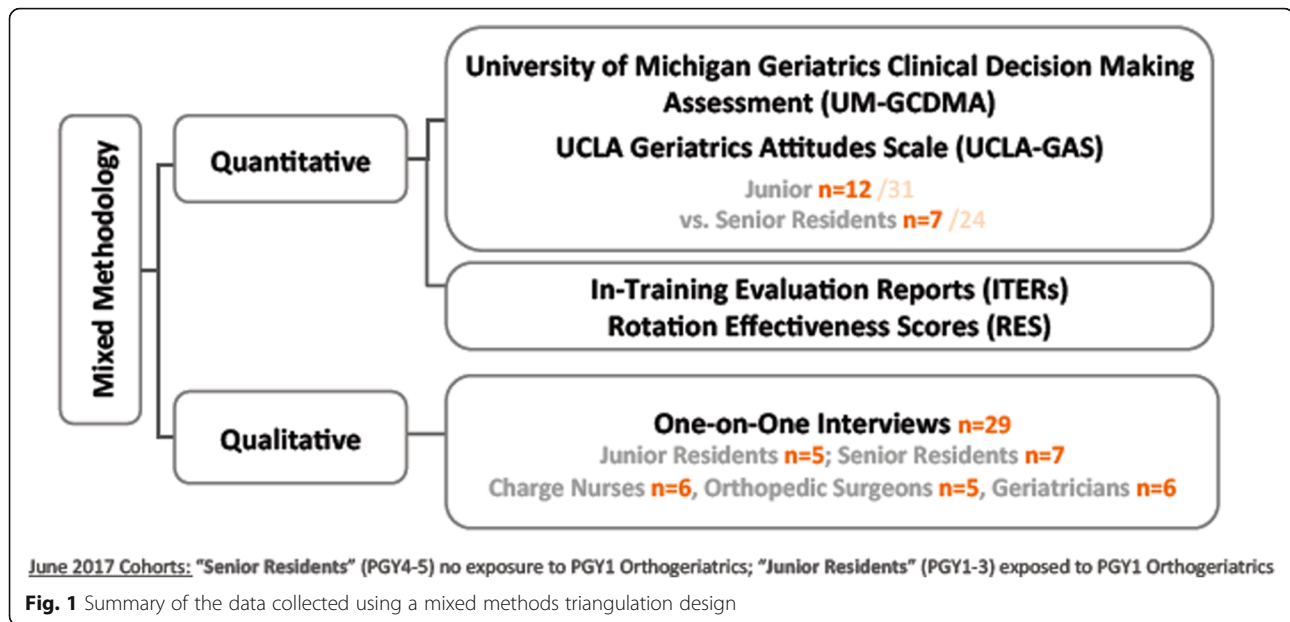 Mixed Methodology
Quantitative
University of Michigan Geriatrics Clinical Decision Making
Assessment (UM-GCDMA)
UCLA Geriatrics Attitudes Scale (UCLA-GAS)
Junior n=12 /31
vs. Senior Residents n=7 /24
In-Training Evaluation Reports (ITERs)
Rotation Effectiveness Scores (RES)
Qualitative
One-on-One Interviews n=29
Junior Residents n=5; Senior Residents n=7
Charge Nurses n=6, Orthopedic Surgeons n=5, Geriatricians n=6
June 2017 Cohorts: "Senior Residents" (PGY4-5) no exposure to PGY1 Orthogeriatrics; "Junior Residents" (PGY1-3) exposed to PGY1 Orthogeriatrics
Fig. 1 Summary of the data collected using a mixed methods triangulation design